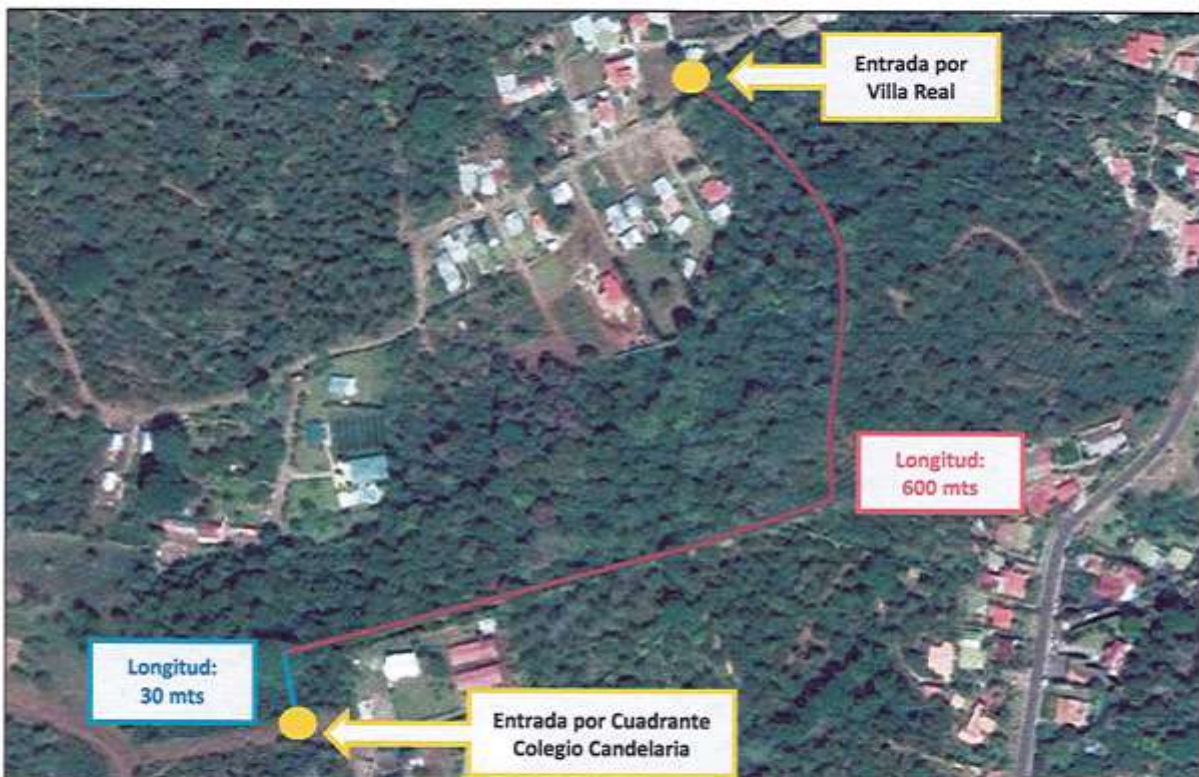 Entrada por
Villa Real
Longitud:
600 mts
Longitud:
30 mts
Entrada por Cuadrante
Colegio Candelaria